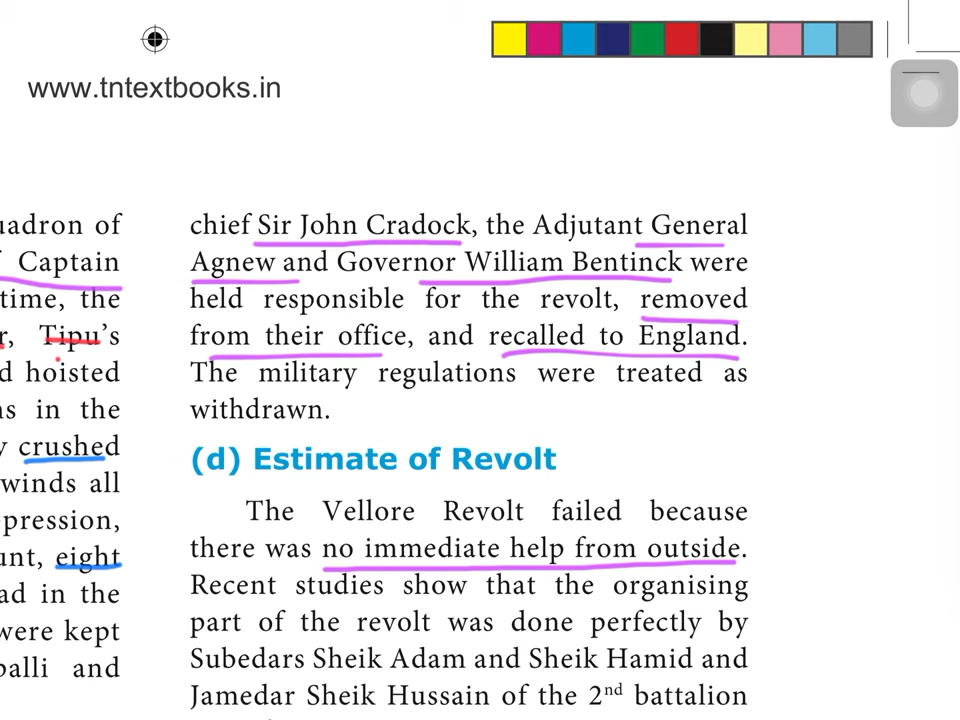 www.tntextbooks.in
uadron of
Captain
time, the
r, Tipu's
d hoisted
ns in the
y crushed
winds all
pression,
unt, eight
ad in the
were kept
palli and
chief Sir John Cradock, the Adjutant General
Agnew and Governor William Bentinck were
held responsible for the revolt, removed
from their office, and recalled to England.
The military regulations were treated as
withdrawn.
(d) Estimate of Revolt
The Vellore Revolt failed because
there was no immediate help from outside.
Recent studies show that the organising
part of the revolt was done perfectly by
Subedars Sheik Adam and Sheik Hamid and
Jamedar Sheik Hussain of the 2nd battalion